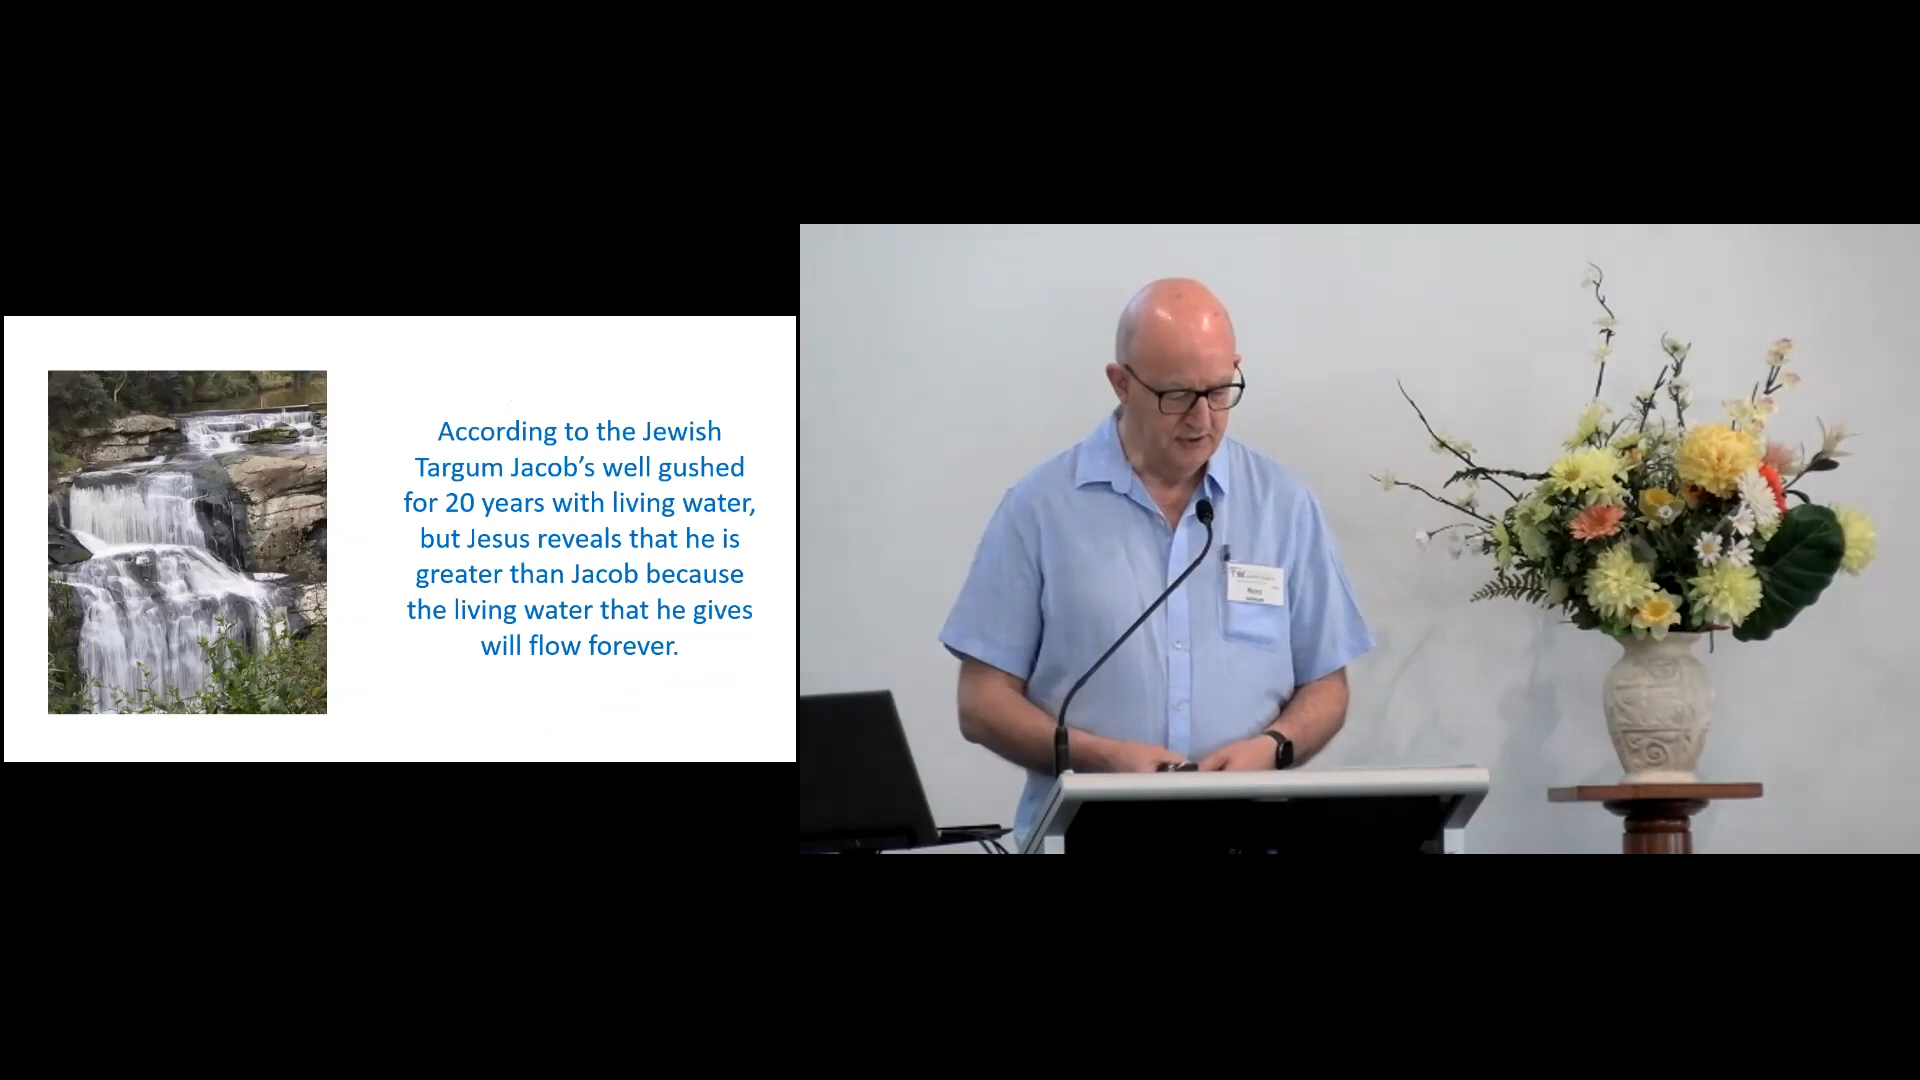 According to the Jewish
Targum Jacob’s well gushed
for 20 years with living water,
but Jesus reveals that he is
greater than Jacob because
the living water that he gives
will flow forever.